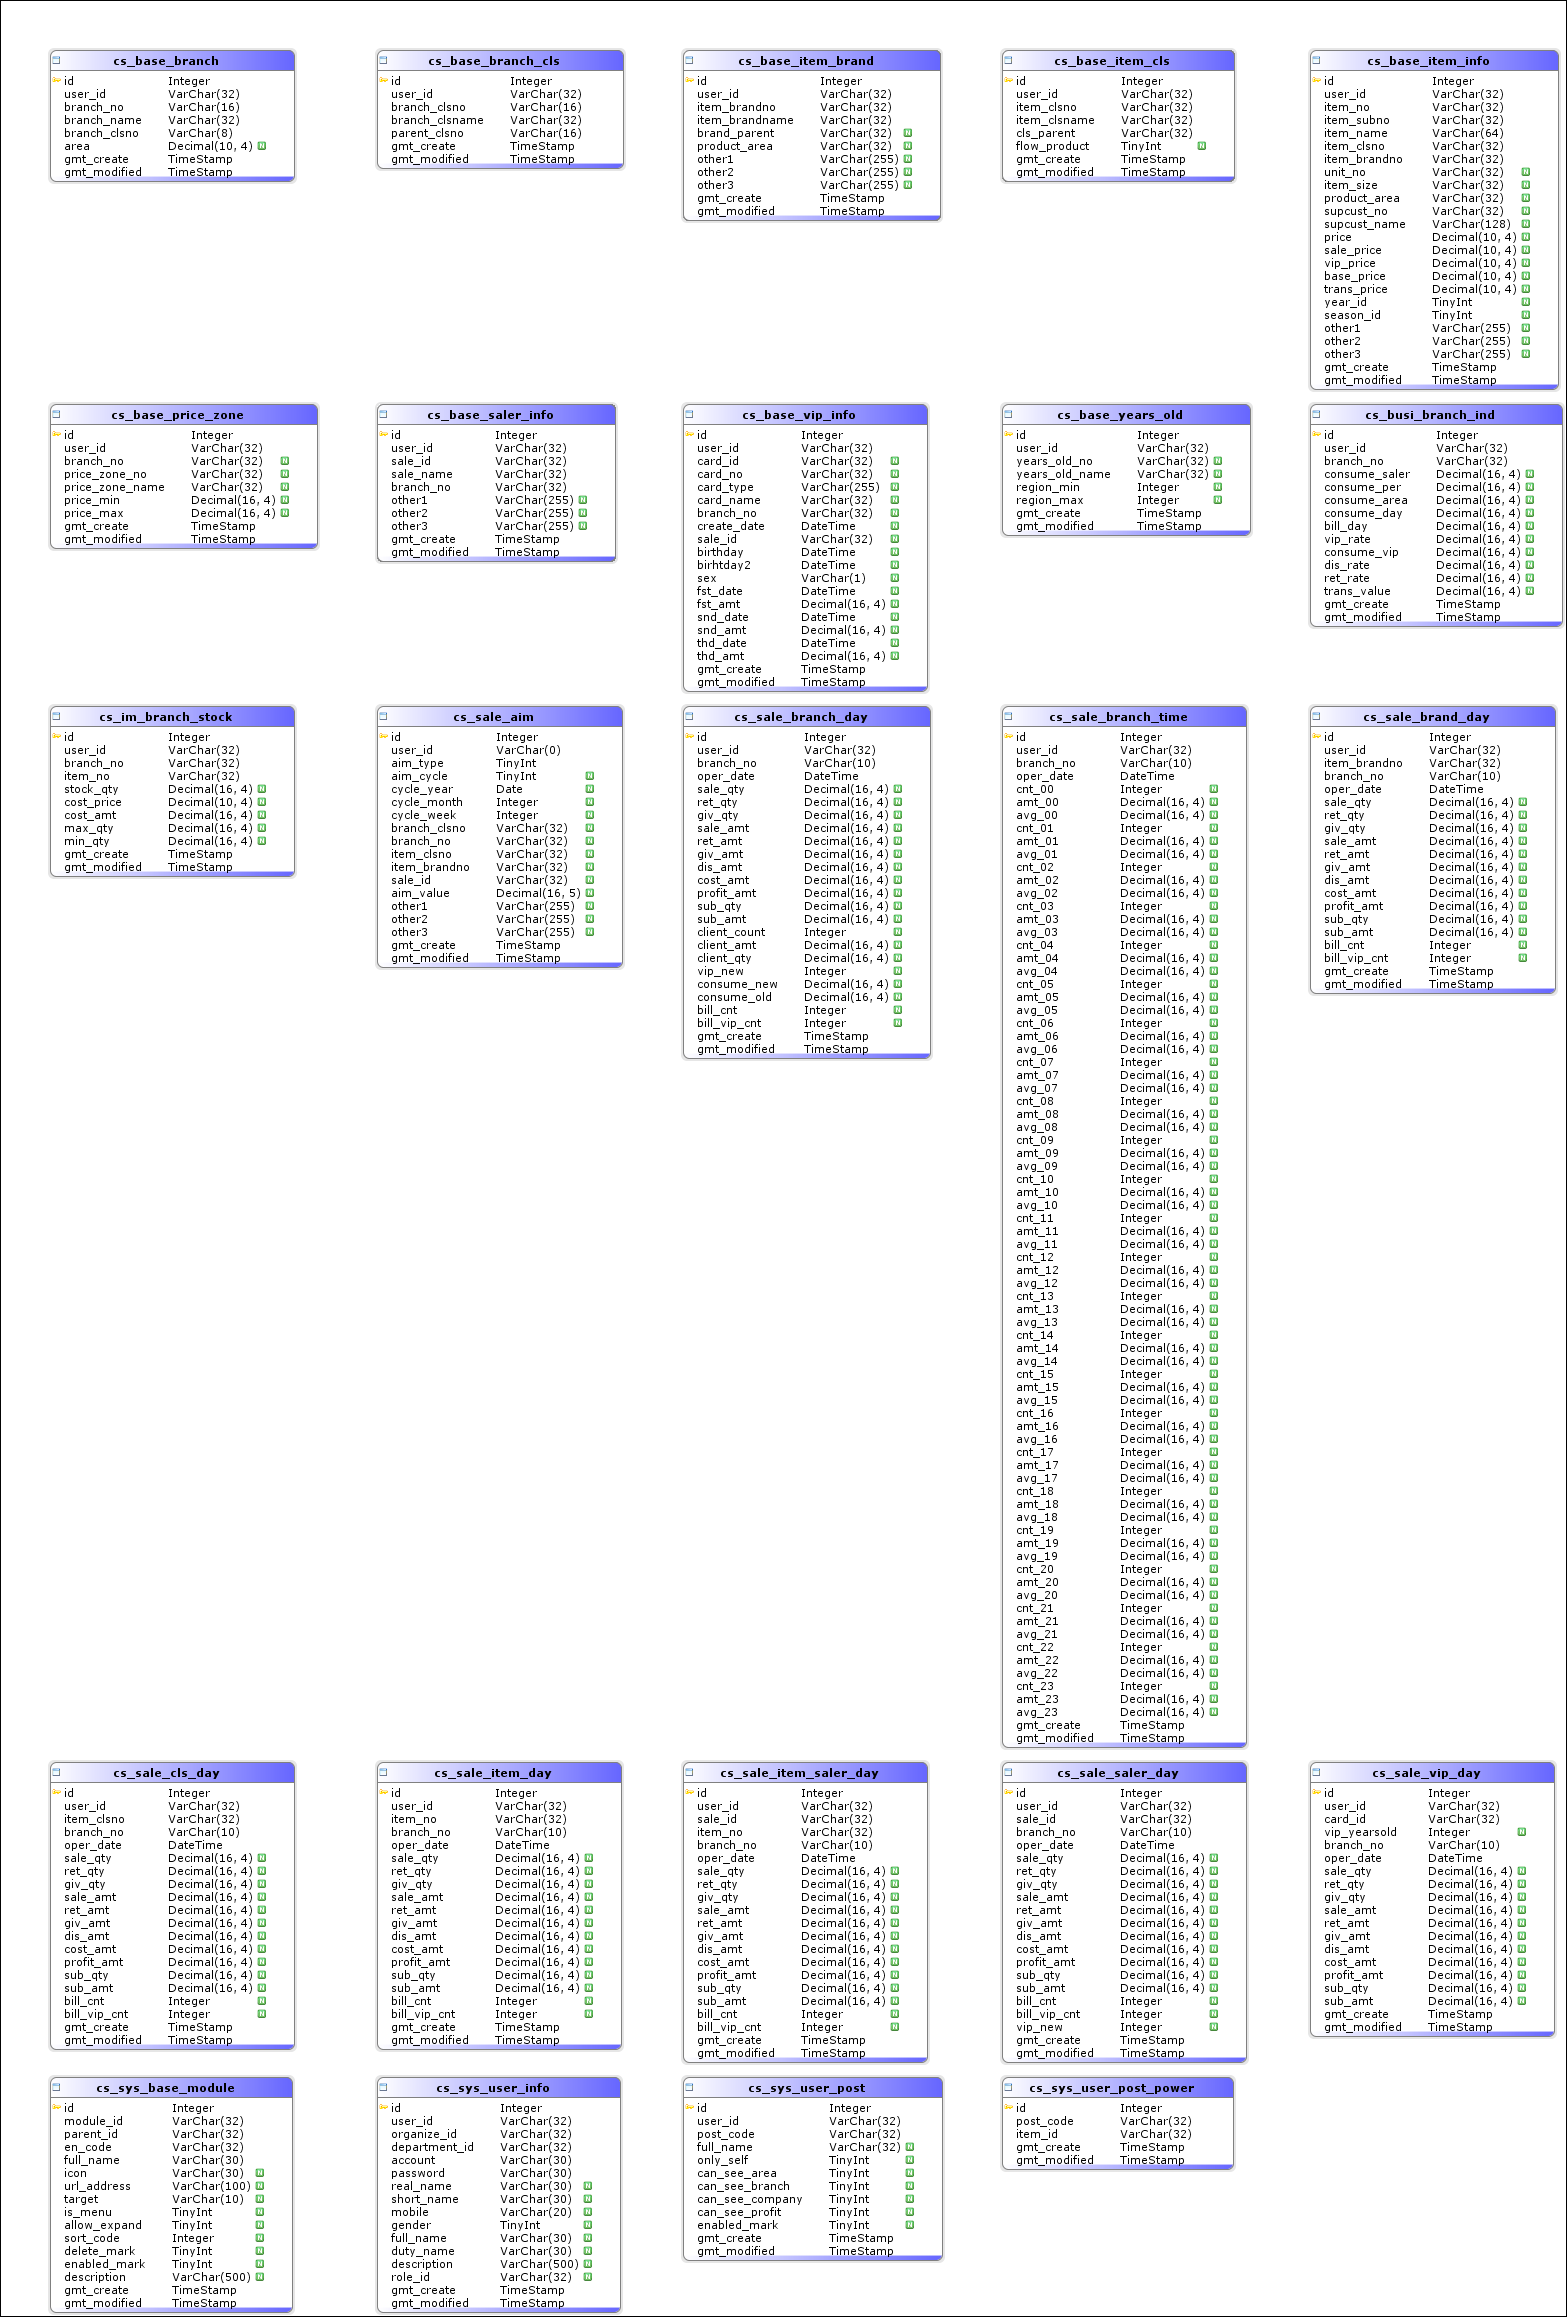 cs_base_branch
id Integer
user_id VarChar(32)
branch_no VarChar(16)
branch_name VarChar(32)
branch_clsno VarChar(8)
area Decimal(10, 4) N
gmt_create TimeStamp
gmt_modified TimeStamp
cs_base_branch_cls
id Integer
user_id VarChar(32)
branch_clsno VarChar(16)
branch_clsname VarChar(32)
parent_clsno VarChar(16)
gmt_create TimeStamp
gmt_modified TimeStamp
cs_base_item_brand
id Integer
user_id VarChar(32)
item_brandno VarChar(32)
item_brandname VarChar(32)
brand_parent VarChar(32) N
product_area VarChar(32) N
other1 VarChar(255) N
other2 VarChar(255) N
other3 VarChar(255) N
gmt_create TimeStamp
gmt_modified TimeStamp
cs_base_item_cls
id Integer
user_id VarChar(32)
item_clsno VarChar(32)
item_clsname VarChar(32)
cls_parent VarChar(32)
flow_product TinyInt N
gmt_create TimeStamp
gmt_modified TimeStamp
cs_base_item_info
id Integer
user_id VarChar(32)
item_no VarChar(32)
item_subno VarChar(32)
item_name VarChar(64)
item_clsno VarChar(32)
item_brandno VarChar(32)
unit_no VarChar(32) N
item_size VarChar(32) N
product_area VarChar(32) N
supcust_no VarChar(32) N
supcust_name VarChar(128) N
price Decimal(10, 4) N
sale_price Decimal(10, 4) N
vip_price Decimal(10, 4) N
base_price Decimal(10, 4) N
trans_price Decimal(10, 4) N
year_id TinyInt N
season_id TinyInt N
other1 VarChar(255) N
other2 VarChar(255) N
other3 VarChar(255) N
gmt_create TimeStamp
gmt_modified TimeStamp
cs_base_price_zone
id Integer
user_id VarChar(32)
branch_no VarChar(32) N
price_zone_no VarChar(32) N
price_zone_name VarChar(32) N
price_min Decimal(16, 4) N
price_max Decimal(16, 4) N
gmt_create TimeStamp
gmt_modified TimeStamp
cs_base_saler_info
id Integer
user_id VarChar(32)
sale_id VarChar(32)
sale_name VarChar(32)
branch_no VarChar(32)
other1 VarChar(255) N
other2 VarChar(255) N
other3 VarChar(255) N
gmt_create TimeStamp
gmt_modified TimeStamp
cs_base_vip_info
id Integer
user_id VarChar(32)
card_id VarChar(32) N
card_no VarChar(32) N
card_type VarChar(255) N
card_name VarChar(32) N
branch_no VarChar(32) N
create_date DateTime N
sale_id VarChar(32) N
birthday DateTime N
birhtday2 DateTime N
sex VarChar(1) N
fst_date DateTime N
fst_amt Decimal(16, 4) N
snd_date DateTime N
snd_amt Decimal(16, 4) N
thd_date DateTime N
thd_amt Decimal(16, 4) N
gmt_create TimeStamp
gmt_modified TimeStamp
cs_base_years_old
id Integer
user_id VarChar(32)
years_old_no VarChar(32) N
years_old_name VarChar(32) N
region_min Integer N
region_max Integer N
gmt_create TimeStamp
gmt_modified TimeStamp
cs_busi_branch_ind
id Integer
user_id VarChar(32)
branch_no VarChar(32)
consume_saler Decimal(16, 4) N
consume_per Decimal(16, 4) N
consume_area Decimal(16, 4) N
consume_day Decimal(16, 4) N
bill_day Decimal(16, 4) N
vip_rate Decimal(16, 4) N
consume_vip Decimal(16, 4) N
dis_rate Decimal(16, 4) N
ret_rate Decimal(16, 4) N
trans_value Decimal(16, 4) N
gmt_create TimeStamp
gmt_modified TimeStamp
cs_im_branch_stock
id Integer
user_id VarChar(32)
branch_no VarChar(32)
item_no VarChar(32)
stock_qty Decimal(16, 4) N
cost_price Decimal(10, 4) N
cost_amt Decimal(16, 4) N
max_qty Decimal(16, 4) N
min_qty Decimal(16, 4) N
gmt_create TimeStamp
gmt_modified TimeStamp
cs_sale_aim
id Integer
user_id VarChar(0)
aim_type TinyInt
aim_cycle TinyInt N
cycle_year Date N
cycle_month Integer N
cycle_week Integer N
branch_clsno VarChar(32) N
branch_no VarChar(32) N
item_clsno VarChar(32) N
item_brandno VarChar(32) N
sale_id VarChar(32) N
aim_value Decimal(16, 5) N
other1 VarChar(255) N
other2 VarChar(255) N
other3 VarChar(255) N
gmt_create TimeStamp
gmt_modified TimeStamp
cs_sale_branch_day
id Integer
user_id VarChar(32)
branch_no VarChar(10)
oper_date DateTime
sale_qty Decimal(16, 4) N
ret_qty Decimal(16, 4) N
giv_qty Decimal(16, 4) N
sale_amt Decimal(16, 4) N
ret_amt Decimal(16, 4) N
giv_amt Decimal(16, 4) N
dis_amt Decimal(16, 4) N
cost_amt Decimal(16, 4) N
profit_amt Decimal(16, 4) N
sub_qty Decimal(16, 4) N
sub_amt Decimal(16, 4) N
client_count Integer N
client_amt Decimal(16, 4) N
client_qty Decimal(16, 4) N
vip_new Integer N
consume_new Decimal(16, 4) N
consume_old Decimal(16, 4) N
bill_cnt Integer N
bill_vip_cnt Integer N
gmt_create TimeStamp
gmt_modified TimeStamp
cs_sale_branch_time
id Integer
user_id VarChar(32)
branch_no VarChar(10)
oper_date DateTime
cnt_00 Integer N
amt_00 Decimal(16, 4) N
avg_00 Decimal(16, 4) N
cnt_01 Integer N
amt_01 Decimal(16, 4) N
avg_01 Decimal(16, 4) N
cnt_02 Integer N
amt_02 Decimal(16, 4) N
avg_02 Decimal(16, 4) N
cnt_03 Integer N
amt_03 Decimal(16, 4) N
avg_03 Decimal(16, 4) N
cnt_04 Integer N
amt_04 Decimal(16, 4) N
avg_04 Decimal(16, 4) N
cnt_05 Integer N
amt_05 Decimal(16, 4) N
avg_05 Decimal(16, 4) N
cnt_06 Integer N
amt_06 Decimal(16, 4) N
avg_06 Decimal(16, 4) N
cnt_07 Integer N
amt_07 Decimal(16, 4) N
avg_07 Decimal(16, 4) N
cnt_08 Integer N
amt_08 Decimal(16, 4) N
avg_08 Decimal(16, 4) N
cnt_09 Integer N
amt_09 Decimal(16, 4) N
avg_09 Decimal(16, 4) N
cnt_10 Integer N
amt_10 Decimal(16, 4) N
avg_10 Decimal(16, 4) N
cnt_11 Integer N
amt_11 Decimal(16, 4) N
avg_11 Decimal(16, 4) N
cnt_12 Integer N
amt_12 Decimal(16, 4) N
avg_12 Decimal(16, 4) N
cnt_13 Integer N
amt_13 Decimal(16, 4) N
avg_13 Decimal(16, 4) N
cnt_14 Integer N
amt_14 Decimal(16, 4) N
avg_14 Decimal(16, 4) N
cnt_15 Integer N
amt_15 Decimal(16, 4) N
avg_15 Decimal(16, 4) N
cnt_16 Integer N
amt_16 Decimal(16, 4) N
avg_16 Decimal(16, 4) N
cnt_17 Integer N
amt_17 Decimal(16, 4) N
avg_17 Decimal(16, 4) N
cnt_18 Integer N
amt_18 Decimal(16, 4) N
avg_18 Decimal(16, 4) N
cnt_19 Integer N
amt_19 Decimal(16, 4) N
avg_19 Decimal(16, 4) N
cnt_20 Integer N
amt_20 Decimal(16, 4) N
avg_20 Decimal(16, 4) N
cnt_21 Integer N
amt_21 Decimal(16, 4) N
avg_21 Decimal(16, 4) N
cnt_22 Integer N
amt_22 Decimal(16, 4) N
avg_22 Decimal(16, 4) N
cnt_23 Integer N
amt_23 Decimal(16, 4) N
avg_23 Decimal(16, 4) N
gmt_create TimeStamp
gmt_modified TimeStamp
cs_sale_brand_day
id Integer
user_id VarChar(32)
item_brandno VarChar(32)
branch_no VarChar(10)
oper_date DateTime
sale_qty Decimal(16, 4) N
ret_qty Decimal(16, 4) N
giv_qty Decimal(16, 4) N
sale_amt Decimal(16, 4) N
ret_amt Decimal(16, 4) N
giv_amt Decimal(16, 4) N
dis_amt Decimal(16, 4) N
cost_amt Decimal(16, 4) N
profit_amt Decimal(16, 4) N
sub_qty Decimal(16, 4) N
sub_amt Decimal(16, 4) N
bill_cnt Integer N
bill_vip_cnt Integer N
gmt_create TimeStamp
gmt_modified TimeStamp
cs_sale_cls_day
id Integer
user_id VarChar(32)
item_clsno VarChar(32)
branch_no VarChar(10)
oper_date DateTime
sale_qty Decimal(16, 4) N
ret_qty Decimal(16, 4) N
giv_qty Decimal(16, 4) N
sale_amt Decimal(16, 4) N
ret_amt Decimal(16, 4) N
giv_amt Decimal(16, 4) N
dis_amt Decimal(16, 4) N
cost_amt Decimal(16, 4) N
profit_amt Decimal(16, 4) N
sub_qty Decimal(16, 4) N
sub_amt Decimal(16, 4) N
bill_cnt Integer N
bill_vip_cnt Integer N
gmt_create TimeStamp
gmt_modified TimeStamp
cs_sale_item_day
id Integer
user_id VarChar(32)
item_no VarChar(32)
branch_no VarChar(10)
oper_date DateTime
sale_qty Decimal(16, 4) N
ret_qty Decimal(16, 4) N
giv_qty Decimal(16, 4) N
sale_amt Decimal(16, 4) N
ret_amt Decimal(16, 4) N
giv_amt Decimal(16, 4) N
dis_amt Decimal(16, 4) N
cost_amt Decimal(16, 4) N
profit_amt Decimal(16, 4) N
sub_qty Decimal(16, 4) N
sub_amt Decimal(16, 4) N
bill_cnt Integer N
bill_vip_cnt Integer N
gmt_create TimeStamp
gmt_modified TimeStamp
cs_sale_item_saler_day
id Integer
user_id VarChar(32)
sale_id VarChar(32)
item_no VarChar(32)
branch_no VarChar(10)
oper_date DateTime
sale_qty Decimal(16, 4) N
ret_qty Decimal(16, 4) N
giv_qty Decimal(16, 4) N
sale_amt Decimal(16, 4) N
ret_amt Decimal(16, 4) N
giv_amt Decimal(16, 4) N
dis_amt Decimal(16, 4) N
cost_amt Decimal(16, 4) N
profit_amt Decimal(16, 4) N
sub_qty Decimal(16, 4) N
sub_amt Decimal(16, 4) N
bill_cnt Integer N
bill_vip_cnt Integer N
gmt_create TimeStamp
gmt_modified TimeStamp
cs_sale_saler_day
id Integer
user_id VarChar(32)
sale_id VarChar(32)
branch_no VarChar(10)
oper_date DateTime
sale_qty Decimal(16, 4) N
ret_qty Decimal(16, 4) N
giv_qty Decimal(16, 4) N
sale_amt Decimal(16, 4) N
ret_amt Decimal(16, 4) N
giv_amt Decimal(16, 4) N
dis_amt Decimal(16, 4) N
cost_amt Decimal(16, 4) N
profit_amt Decimal(16, 4) N
sub_qty Decimal(16, 4) N
sub_amt Decimal(16, 4) N
bill_cnt Integer N
bill_vip_cnt Integer N
vip_new Integer N
gmt_create TimeStamp
gmt_modified TimeStamp
cs_sale_vip_day
id Integer
user_id VarChar(32)
card_id VarChar(32)
vip_yearsold Integer N
branch_no VarChar(10)
oper_date DateTime
sale_qty Decimal(16, 4) N
ret_qty Decimal(16, 4) N
giv_qty Decimal(16, 4) N
sale_amt Decimal(16, 4) N
ret_amt Decimal(16, 4) N
giv_amt Decimal(16, 4) N
dis_amt Decimal(16, 4) N
cost_amt Decimal(16, 4) N
profit_amt Decimal(16, 4) N
sub_qty Decimal(16, 4) N
sub_amt Decimal(16, 4) N
gmt_create TimeStamp
gmt_modified TimeStamp
cs_sys_base_module
id Integer
module_id VarChar(32)
parent_id VarChar(32)
en_code VarChar(32)
full_name VarChar(30)
icon VarChar(30) N
url_address VarChar(100) N
target VarChar(10) N
is_menu TinyInt N
allow_expand TinyInt N
sort_code Integer N
delete_mark TinyInt N
enabled_mark TinyInt N
description VarChar(500) N
gmt_create TimeStamp
gmt_modified TimeStamp
cs_sys_user_info
id Integer
user_id VarChar(32)
organize_id VarChar(32)
department_id VarChar(32)
account VarChar(30)
password VarChar(30)
real_name VarChar(30) N
short_name VarChar(30) N
mobile VarChar(20) N
gender TinyInt N
full_name VarChar(30) N
duty_name VarChar(30) N
description VarChar(500) N
role_id VarChar(32) N
gmt_create TimeStamp
gmt_modified TimeStamp
cs_sys_user_post
id Integer
user_id VarChar(32)
post_code VarChar(32)
full_name VarChar(32) N
only_self TinyInt N
can_see_area TinyInt N
can_see_branch TinyInt N
can_see_company TinyInt N
can_see_profit TinyInt N
enabled_mark TinyInt N
gmt_create TimeStamp
gmt_modified TimeStamp
cs_sys_user_post_power
id Integer
post_code VarChar(32)
item_id VarChar(32)
gmt_create TimeStamp
gmt_modified TimeStamp